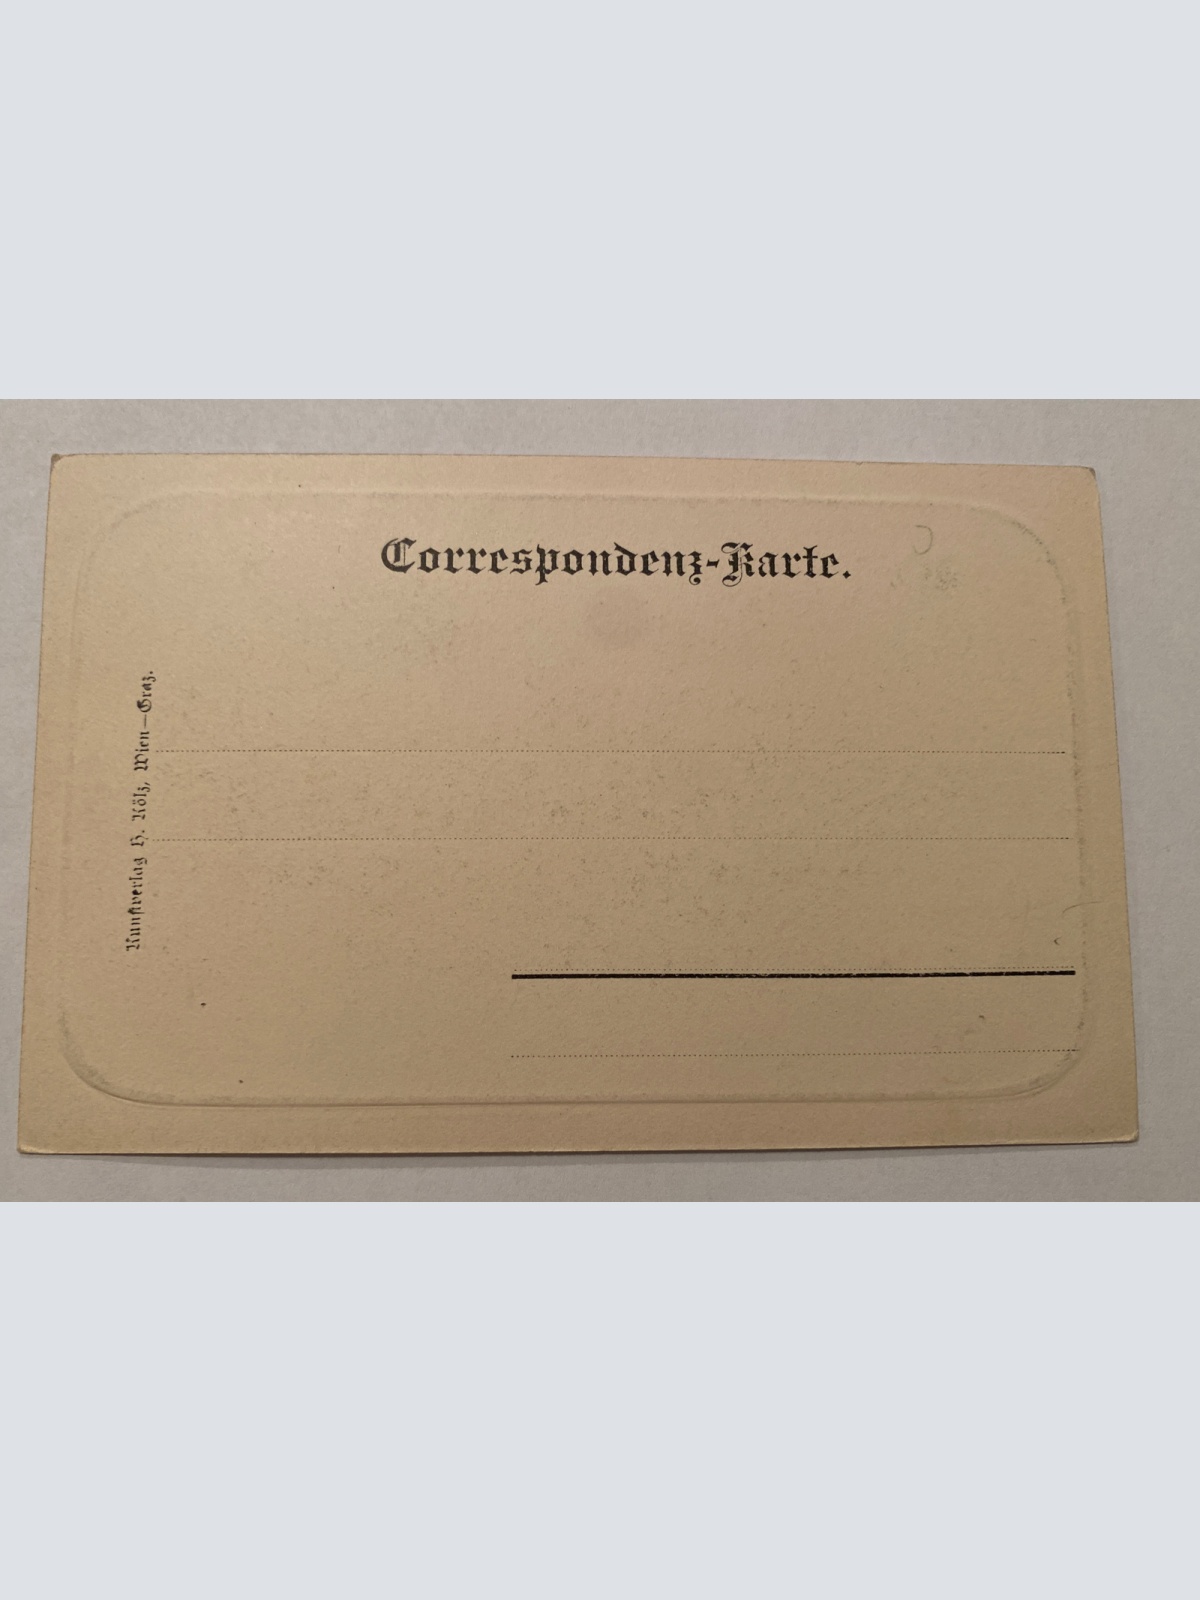 Correspondenz-Karte.
Kunstverlag H. Kölz, Wien—Graz.